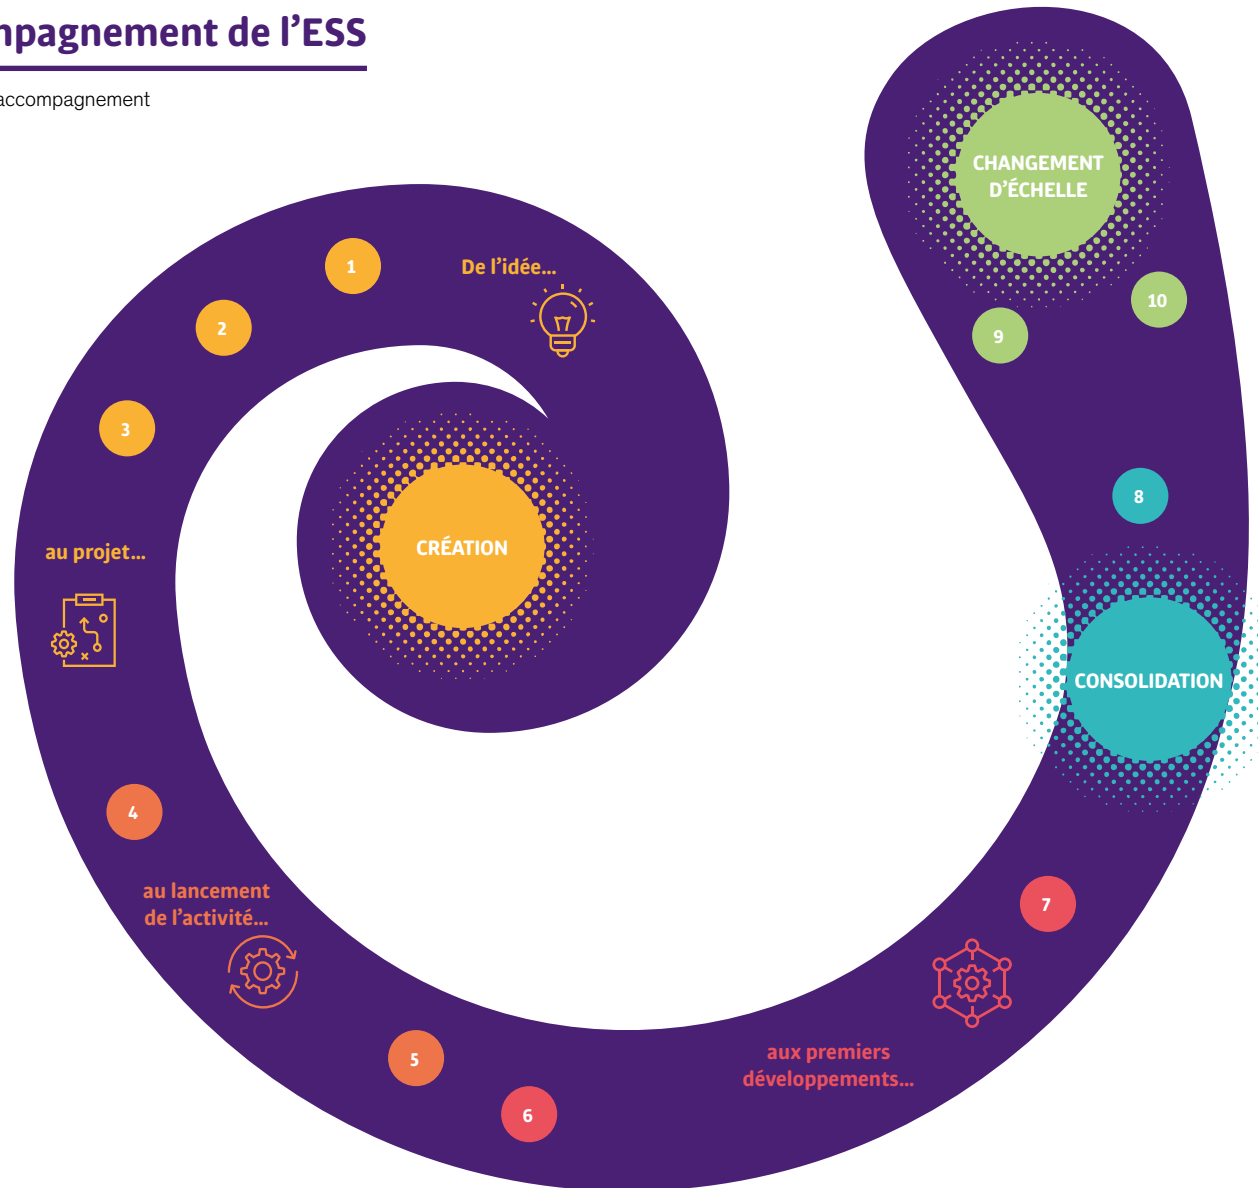 mpagnement de l’ESS
accompagnement
De l’idée...
1
2
3
au projet...
CRÉATION
4
au lancement
de l’activité...
5
6
aux premiers
développements...
7
CONSOLIDATION
8
9
10
CHANGEMENT
D’ÉCHELLE